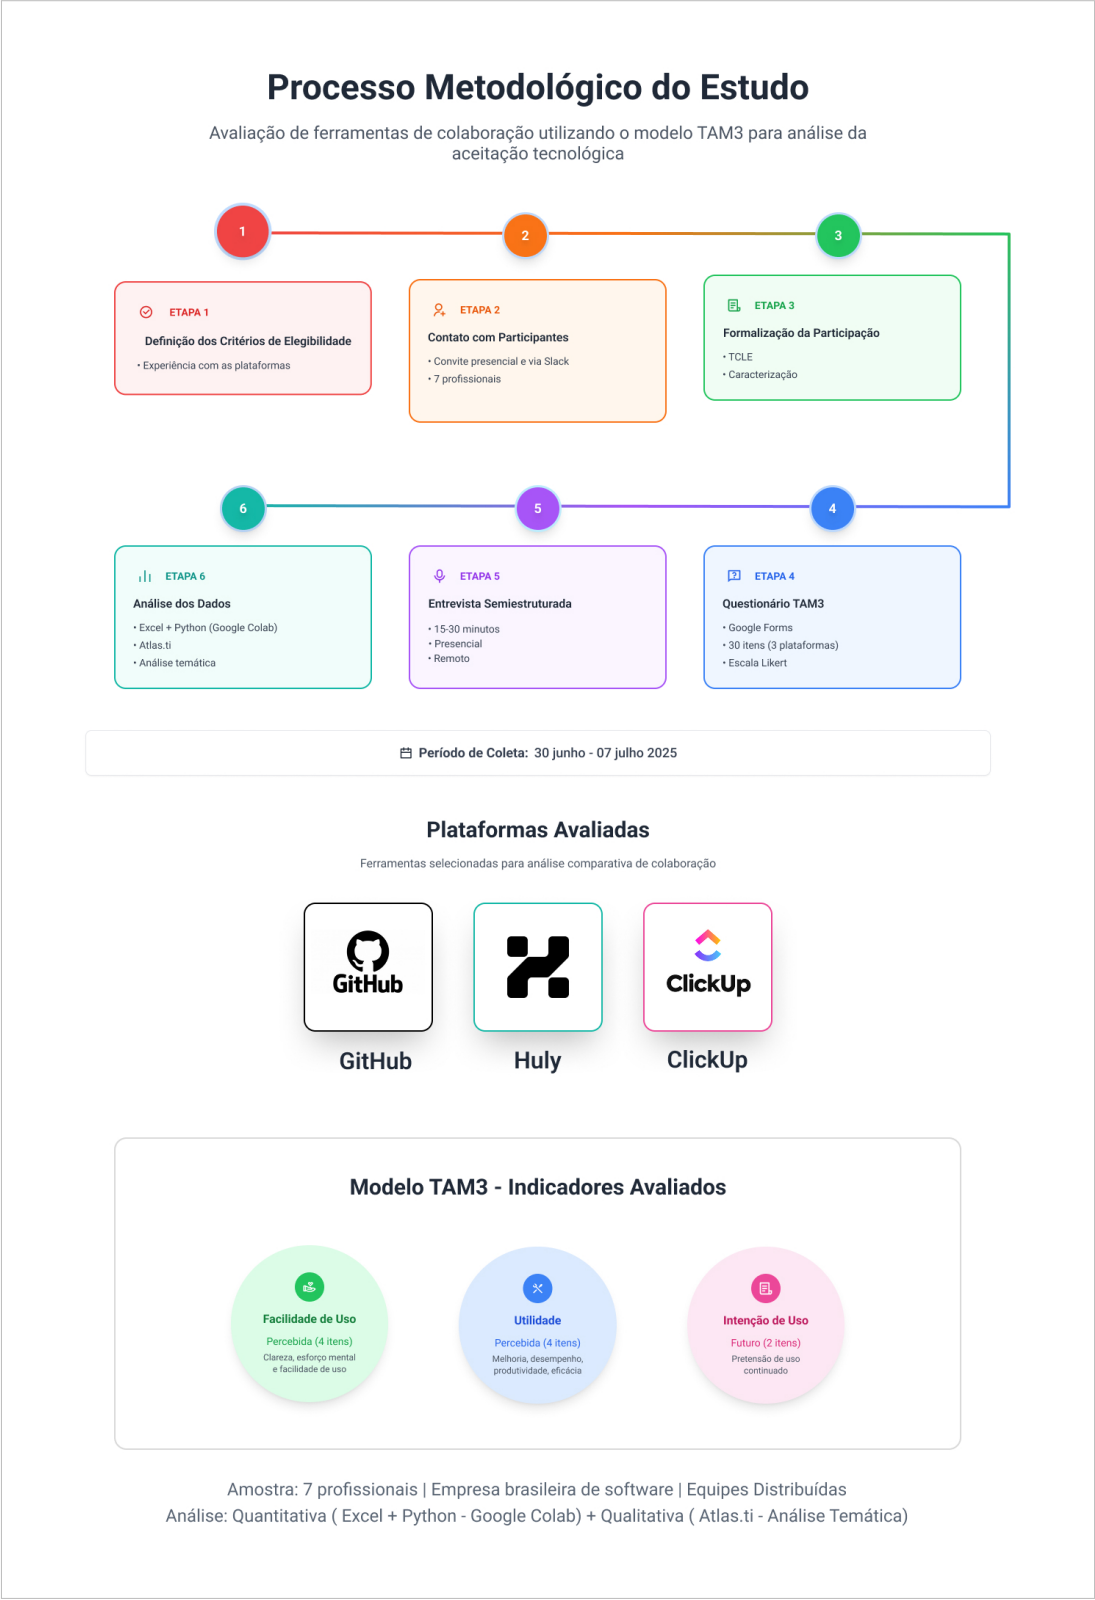 Processo Metodológico do Estudo
Avaliação de ferramentas de colaboração utilizando o modelo TAM3 para análise da
aceitação tecnológica
1
2
3
ETAPA 1
Definição dos Critérios de Elegibilidade
• Experiência com as plataformas
ETAPA 2
Contato com Participantes
• Convite presencial e via Slack
• 7 profissionais
ETAPA 3
Formalização da Participação
• TCLE
• Caracterização
6
5
4
ETAPA 6
Análise dos Dados
• Excel + Python (Google Colab)
• Atlas.ti
• Análise temática
ETAPA 5
Entrevista Semiestruturada
• 15-30 minutos
• Presencial
• Remoto
ETAPA 4
Questionário TAM3
• Google Forms
• 30 itens (3 plataformas)
• Escala Likert
Período de Coleta: 30 junho - 07 julho 2025
Plataformas Avaliadas
Ferramentas selecionadas para análise comparativa de colaboração
GitHub
ClickUp
GitHub
Huly
ClickUp
Modelo TAM3 - Indicadores Avaliados
Facilidade de Uso
Percebida (4 itens)
Clareza, esforço mental
e facilidade de uso
Utilidade
Percebida (4 itens)
Melhoria, desempenho,
produtividade, eficácia
Intenção de Uso
Futuro (2 itens)
Pretensão de uso
continuado
Amostra: 7 profissionais | Empresa brasileira de software | Equipes Distribuídas
Análise: Quantitativa ( Excel + Python - Google Colab) + Qualitativa ( Atlas.ti - Análise Temática)